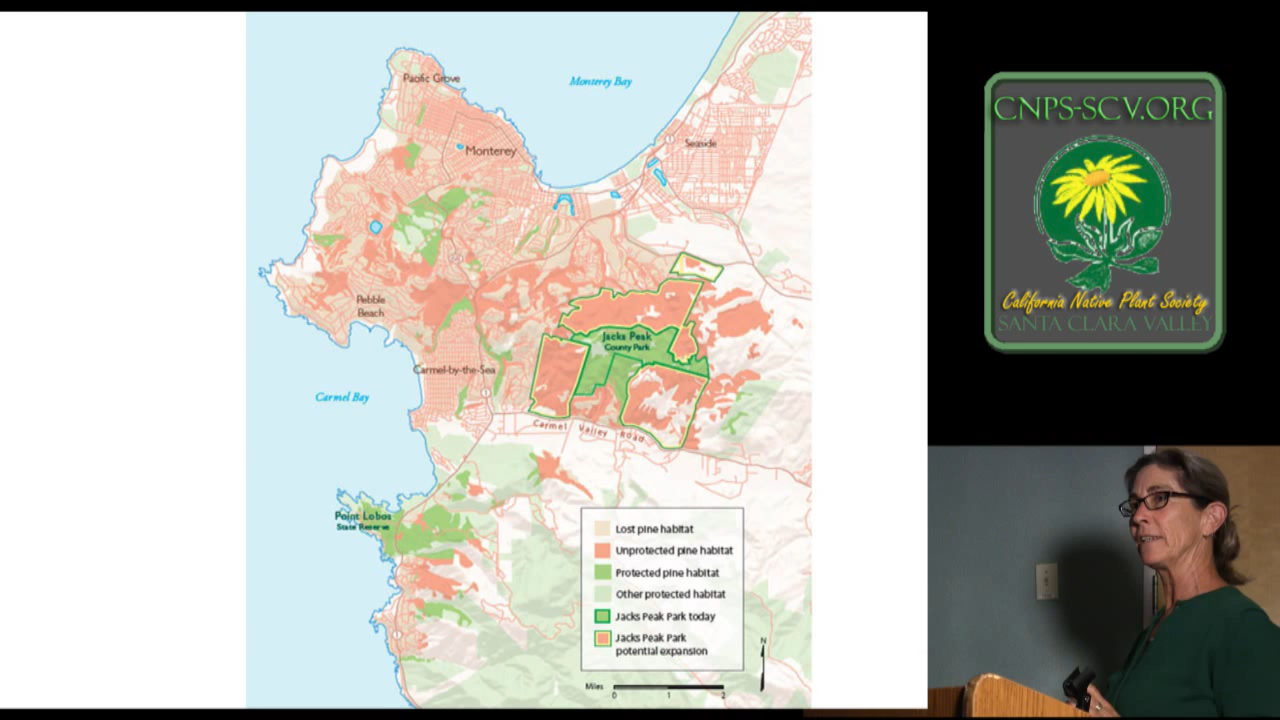 Pacific Grove
Monterey Bay
Monterey
Seaside
Pebble
Beach
Jacks Peak
County Park
Carmel-by-the-Sea
Carmel Bay
Carmel Valley Road
Point Lobos
State Reserve
Lost pine habitat
Unprotected pine habitat
Protected pine habitat
Other protected habitat
Jacks Peak Park today
Jacks Peak Park
potential expansion
N
Miles
0 1 2
CNPS-SCV.ORG
California Native Plant Society
SANTA CLARA VALLEY